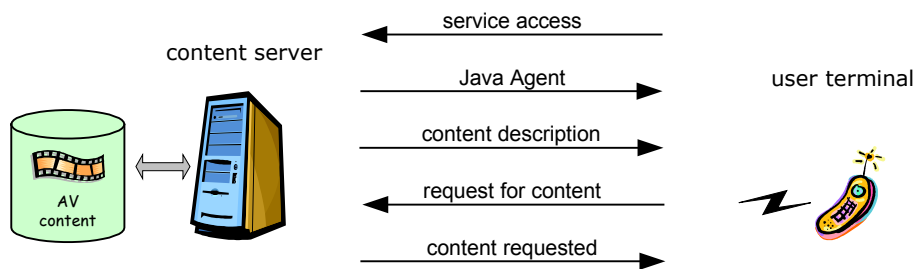 service access
content server
Java Agent
user terminal
content description
AV
content
request for content
content requested